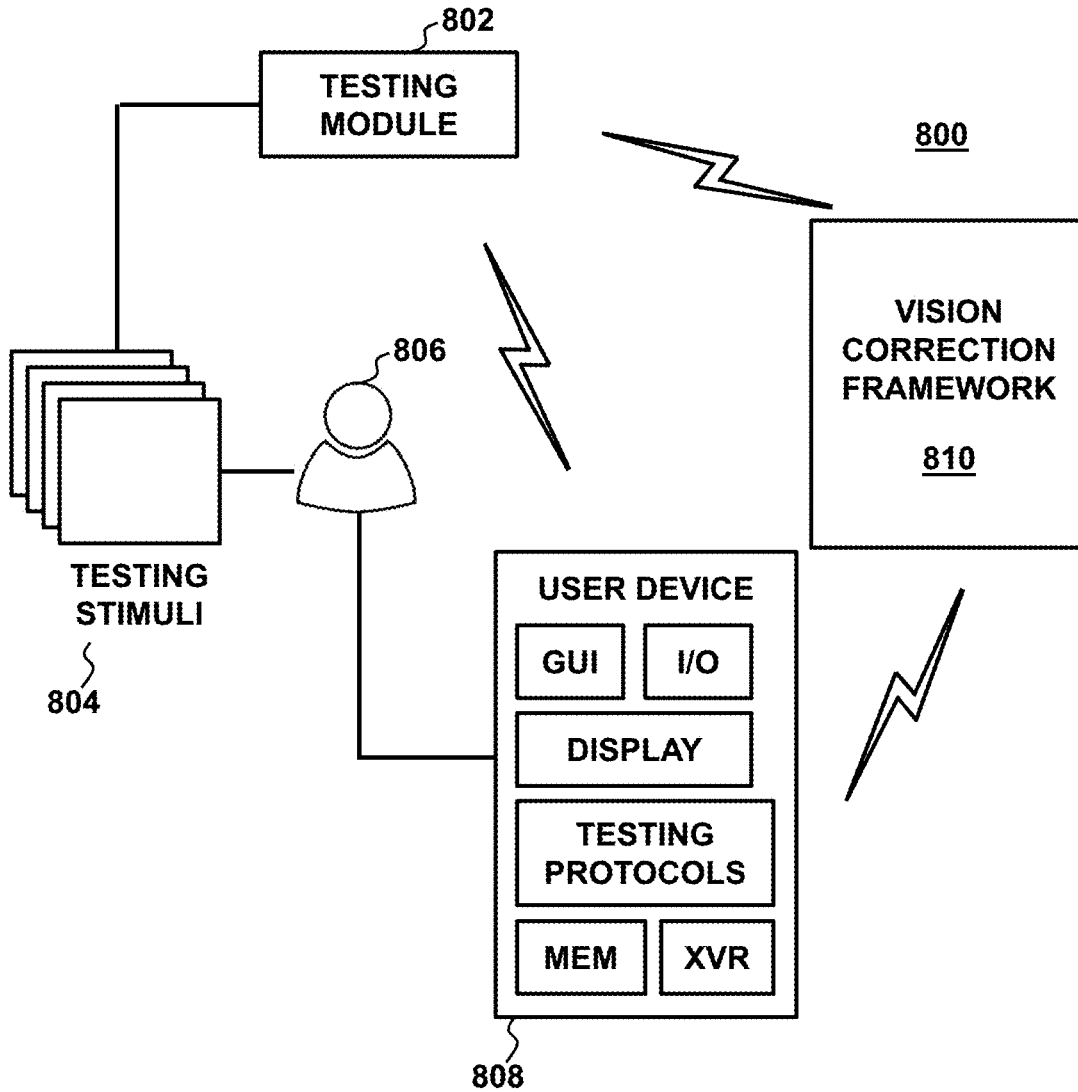 802
TESTING
MODULE
800
VISION
CORRECTION
FRAMEWORK
810
806
TESTING
STIMULI
804
USER DEVICE
GUI
I/O
DISPLAY
TESTING
PROTOCOLS
MEM
XVR
808